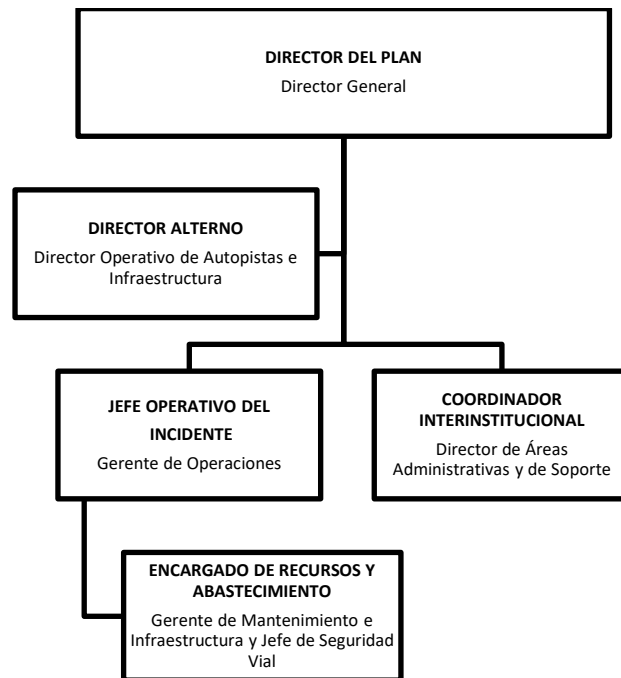 DIRECTOR DEL PLAN
Director General
DIRECTOR ALTERNO
Director Operativo de Autopistas e
Infraestructura
JEFE OPERATIVO DEL
INCIDENTE
Gerente de Operaciones
COORDINADOR
INTERINSTITUCIONAL
Director de Áreas
Administrativas y de Soporte
ENCARGADO DE RECURSOS Y
ABASTECIMIENTO
Gerente de Mantenimiento e
Infraestructura y Jefe de Seguridad
Vial